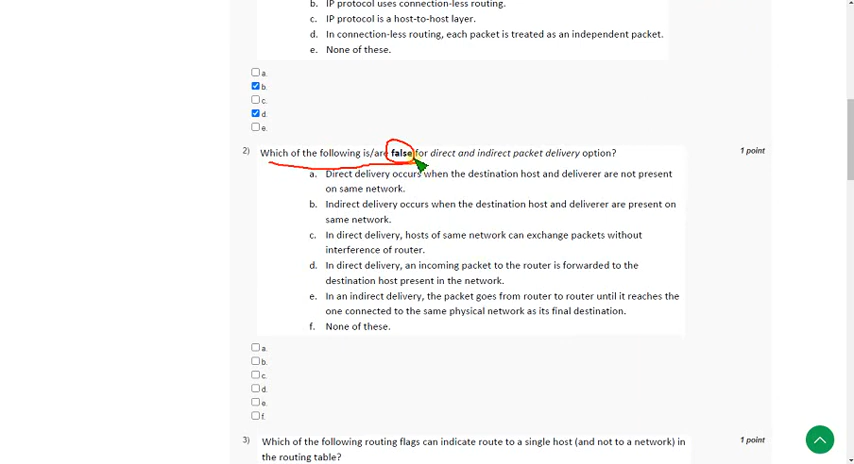 b. IP protocol uses connection-less routing.
c. IP protocol is a host-to-host layer.
d. In connection-less routing, each packet is treated as an independent packet.
e. None of these.
a.
b.
c.
d.
e.
2) Which of the following is/are false for direct and indirect packet delivery option? 1 point
a. Direct delivery occurs when the destination host and deliverer are not present
on same network.
b. Indirect delivery occurs when the destination host and deliverer are present on
same network.
c. In direct delivery, hosts of same network can exchange packets without
interference of router.
d. In direct delivery, an incoming packet to the router is forwarded to the
destination host present in the network.
e. In an indirect delivery, the packet goes from router to router until it reaches the
one connected to the same physical network as its final destination.
f. None of these.
a.
b.
c.
d.
e.
f.
3) Which of the following routing flags can indicate route to a single host (and not to a network) in 1 point
the routing table?